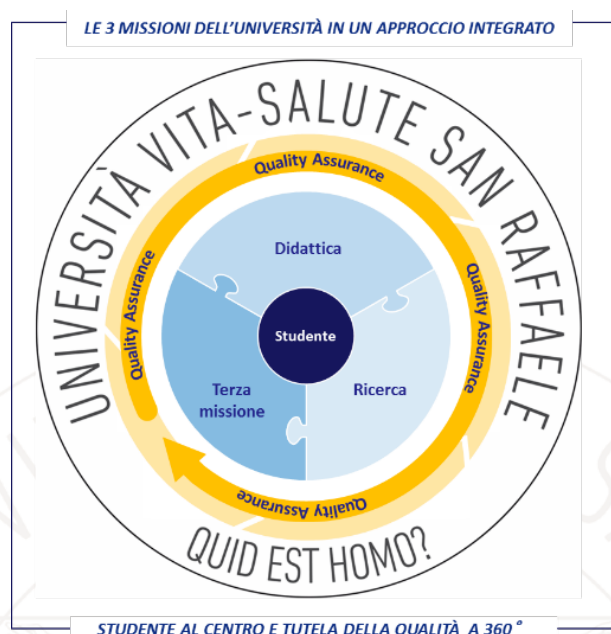 LE 3 MISSIONI DELL'UNIVERSITÀ IN UN APPROCCIO INTEGRATO
UNIVERSITÀ VITA-SALUTE SAN RAFFAELE
Quality Assurance
Quality Assurance
Quality Assurance
Quality Assurance
Didattica
Studente
Terza
missione
Ricerca
QUID EST HOMO?
STUDENTE AL CENTRO E TUTELA DELLA QUALITÀ A 360°